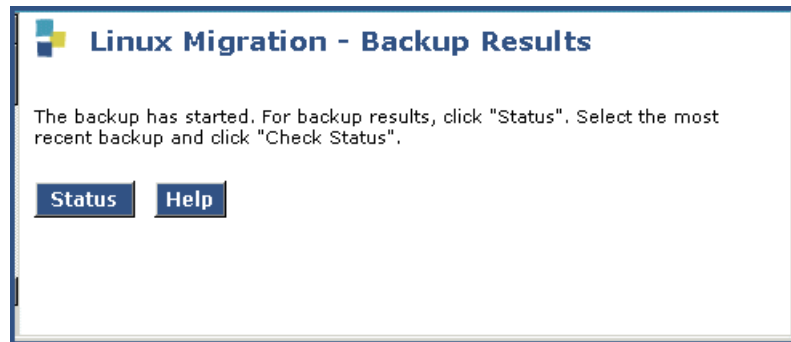 Linux Migration - Backup Results
The backup has started. For backup results, click "Status". Select the most
recent backup and click "Check Status".
Status Help